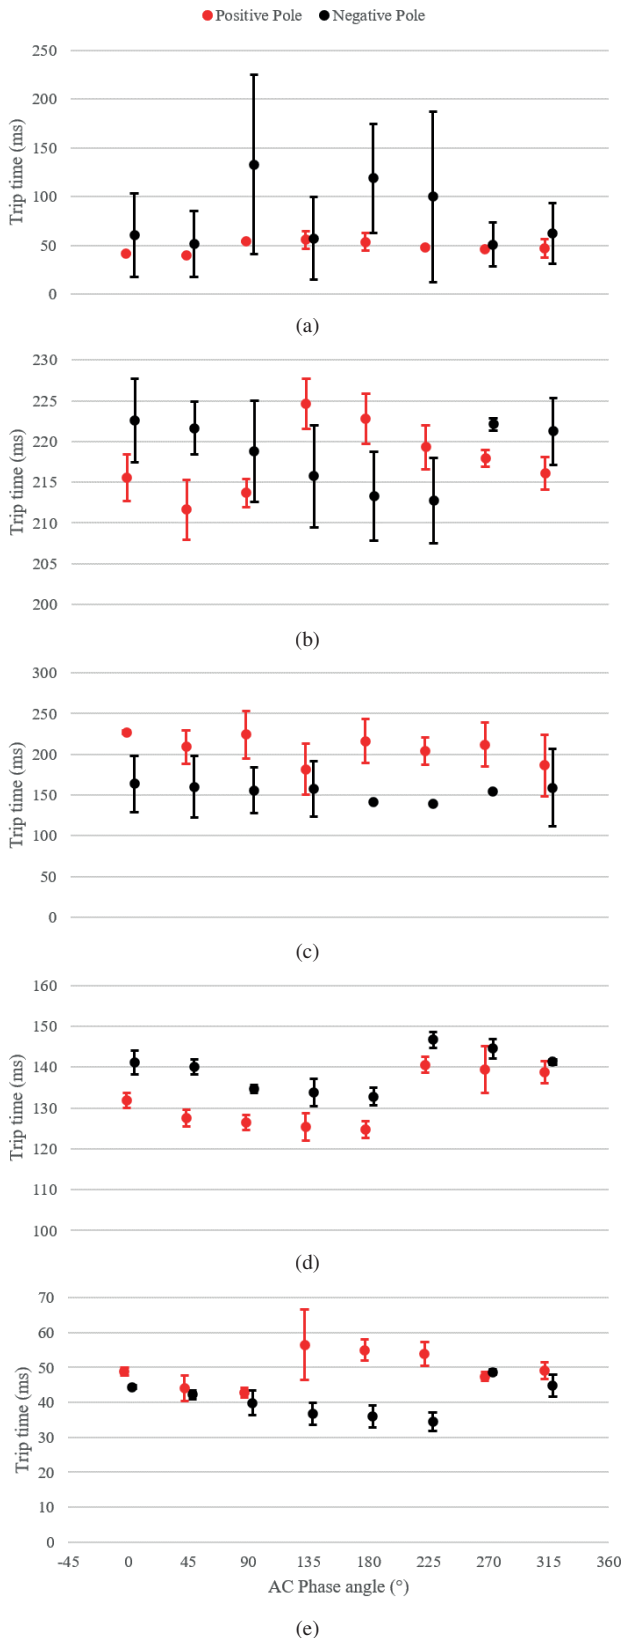 Positive Pole Negative Pole
250
200
150
100
50
0
Trip time (ms)
(a)
230
225
220
215
210
205
200
Trip time (ms)
(b)
300
250
200
150
100
50
0
Trip time (ms)
(c)
160
150
140
130
120
110
100
Trip time (ms)
(d)
70
60
50
40
30
20
10
0
Trip time (ms)
-45 0 45 90 135 180 225 270 315 360
AC Phase angle (°)
(e)